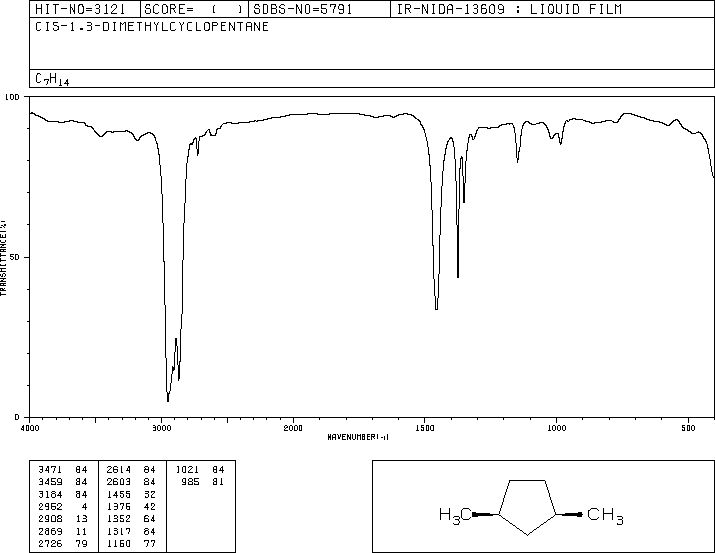 HIT-NO=3121 SCORE= ( ) SDBS-NO=5791 IR-NIDA-13609 : LIQUID FILM
CIS-1,3-DIMETHYLCYCLOPENTANE
C7H14
100
50
0
TRANSMITTANCE(%)
4000 3000 2000 1500 1000 500
WAVENUMBER(-1)
3471 84 2614 84 1021 84
3459 84 2603 84 985 81
3184 84 1455 32
2952 4 1376 42
2908 13 1352 64
2869 11 1317 84
2726 79 1150 77
H3C CH3